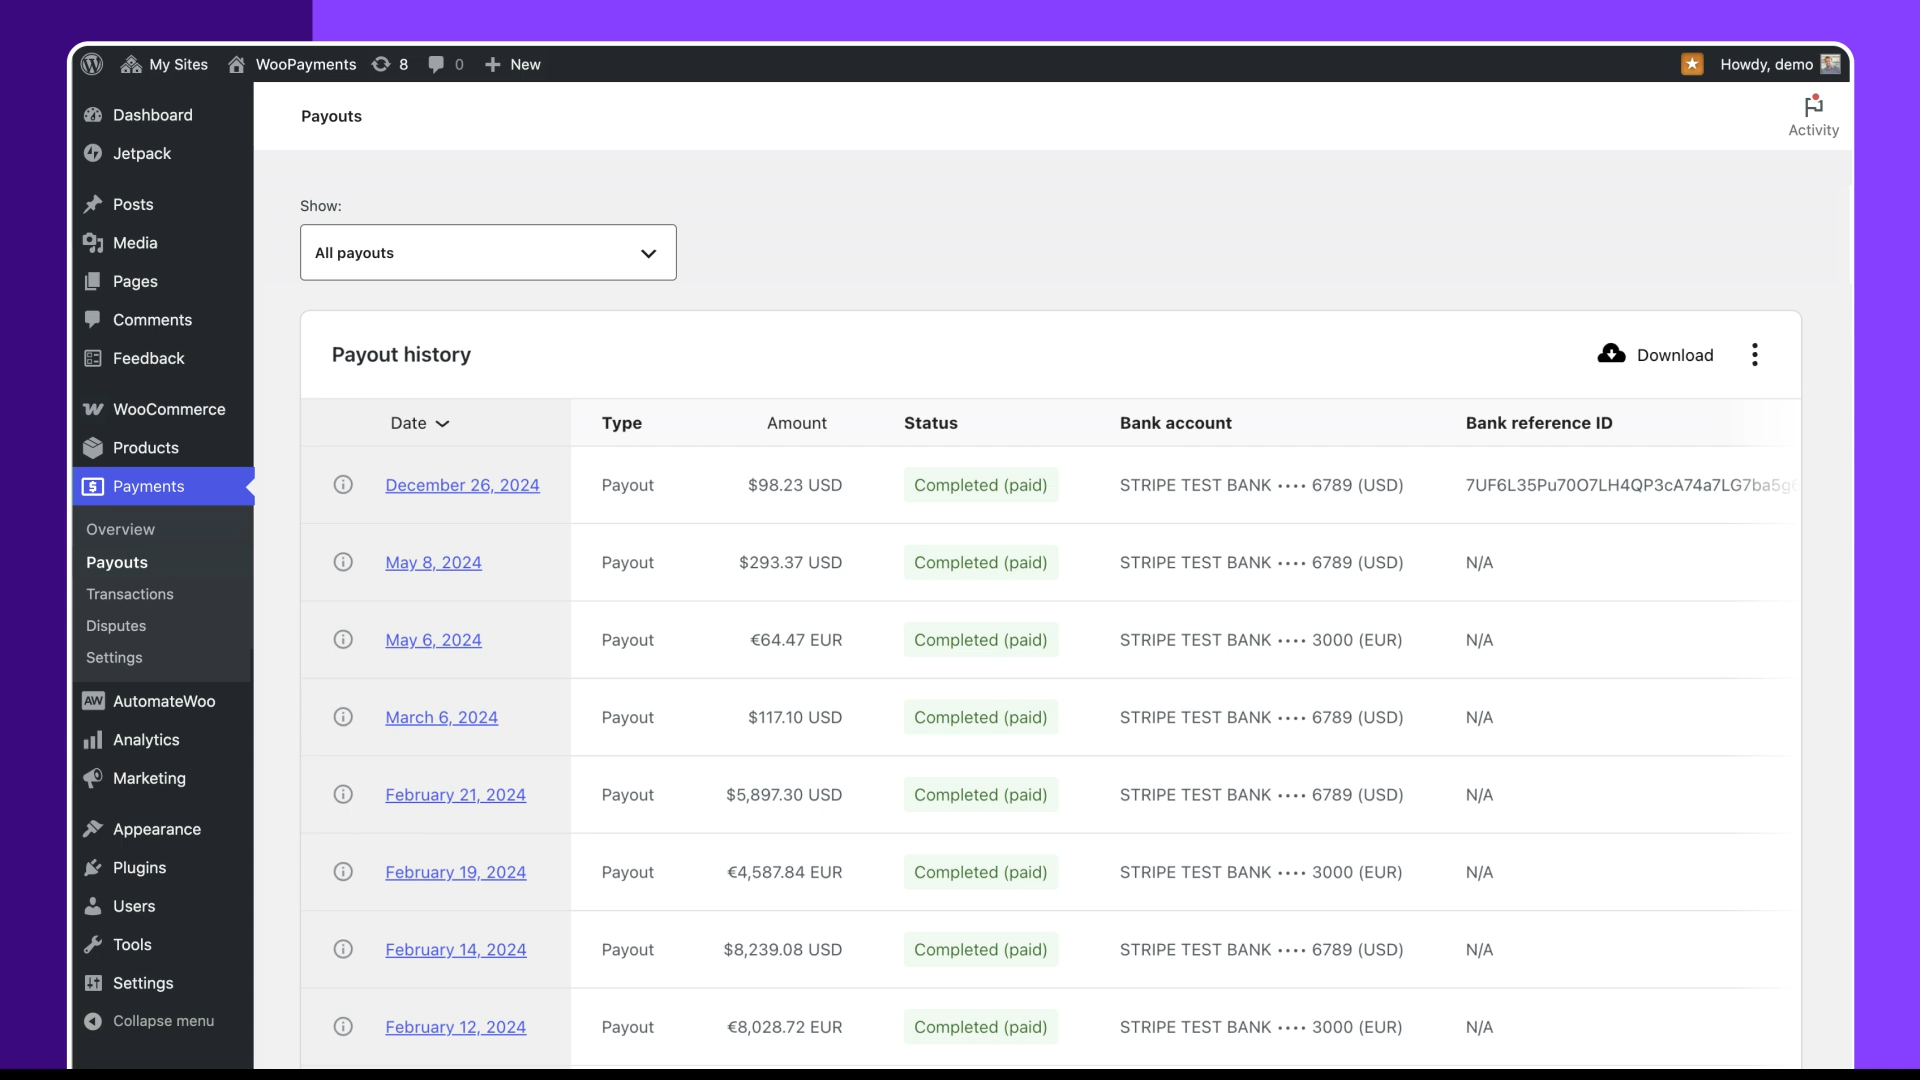 My Sites WooPayments 8 0 New Howdy, demo
Dashboard
Jetpack
Posts
Media
Pages
Comments
Feedback
WooCommerce
Products
Payments
Overview
Payouts
Transactions
Disputes
Settings
AutomateWoo
Analytics
Marketing
Appearance
Plugins
Users
Tools
Settings
Collapse menu
Payouts
Activity
Show:
All payouts
Payout history Download
Date Type Amount Status Bank account Bank reference ID
December 26, 2024 Payout $98.23 USD Completed (paid) STRIPE TEST BANK •••• 6789 (USD)
May 8, 2024 Payout $293.37 USD Completed (paid) STRIPE TEST BANK •••• 6789 (USD) N/A
May 6, 2024 Payout €64.47 EUR Completed (paid) STRIPE TEST BANK •••• 3000 (EUR) N/A
March 6, 2024 Payout $117.10 USD Completed (paid) STRIPE TEST BANK •••• 6789 (USD) N/A
February 21, 2024 Payout $5,897.30 USD Completed (paid) STRIPE TEST BANK •••• 6789 (USD) N/A
February 19, 2024 Payout €4,587.84 EUR Completed (paid) STRIPE TEST BANK •••• 3000 (EUR) N/A
February 14, 2024 Payout $8,239.08 USD Completed (paid) STRIPE TEST BANK •••• 6789 (USD) N/A
February 12, 2024 Payout €8,028.72 EUR Completed (paid) STRIPE TEST BANK •••• 3000 (EUR) N/A